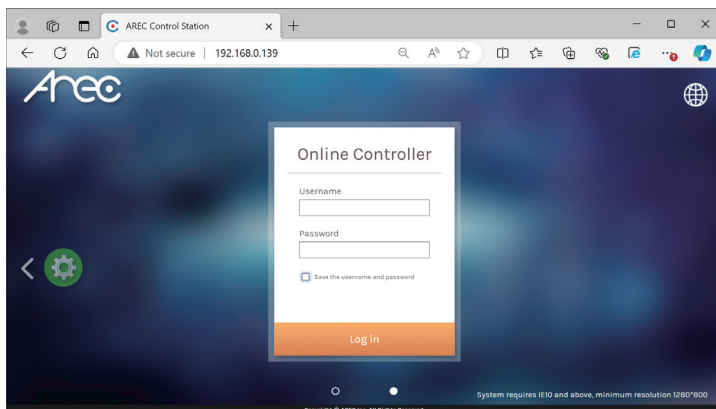 AREC Control Station
Not secure | 192.168.0.139
Arec
Online Controller
Username
Password
Save the username and password
Log in
System requires IE10 and above, minimum resolution 1280*800